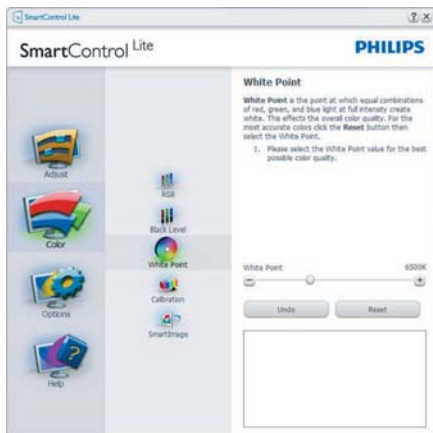 SmartControl Lite
SmartControl Lite
PHILIPS
Adjust
Color
Options
Help
RGB
Black Level
White Point
Calibration
SmartImage
White Point
White Point is the point at which equal combinations
of red, green, and blue light at full intensity create
white. This effects the overall color quality. For the
most accurate colors click the Reset button then
select the White Point.
1. Please select the White Point value for the best
possible color quality.
White Point 6500K
Undo Reset